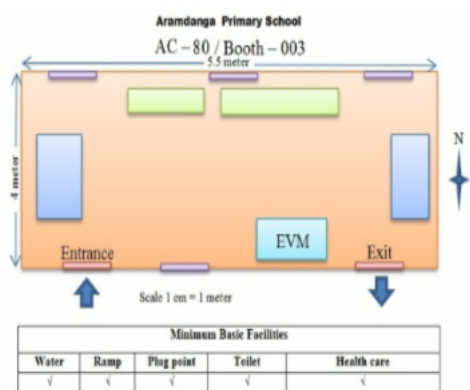 Aramdanga Primary School
AC – 80 / Booth – 003
5.5 meter
4 meter
N
EVM
Entrance
Exit
Scale 1 cm = 1 meter
Minimum Basic Facilities
Water Ramp Plug point Toilet Health care
√ √ √ √ √